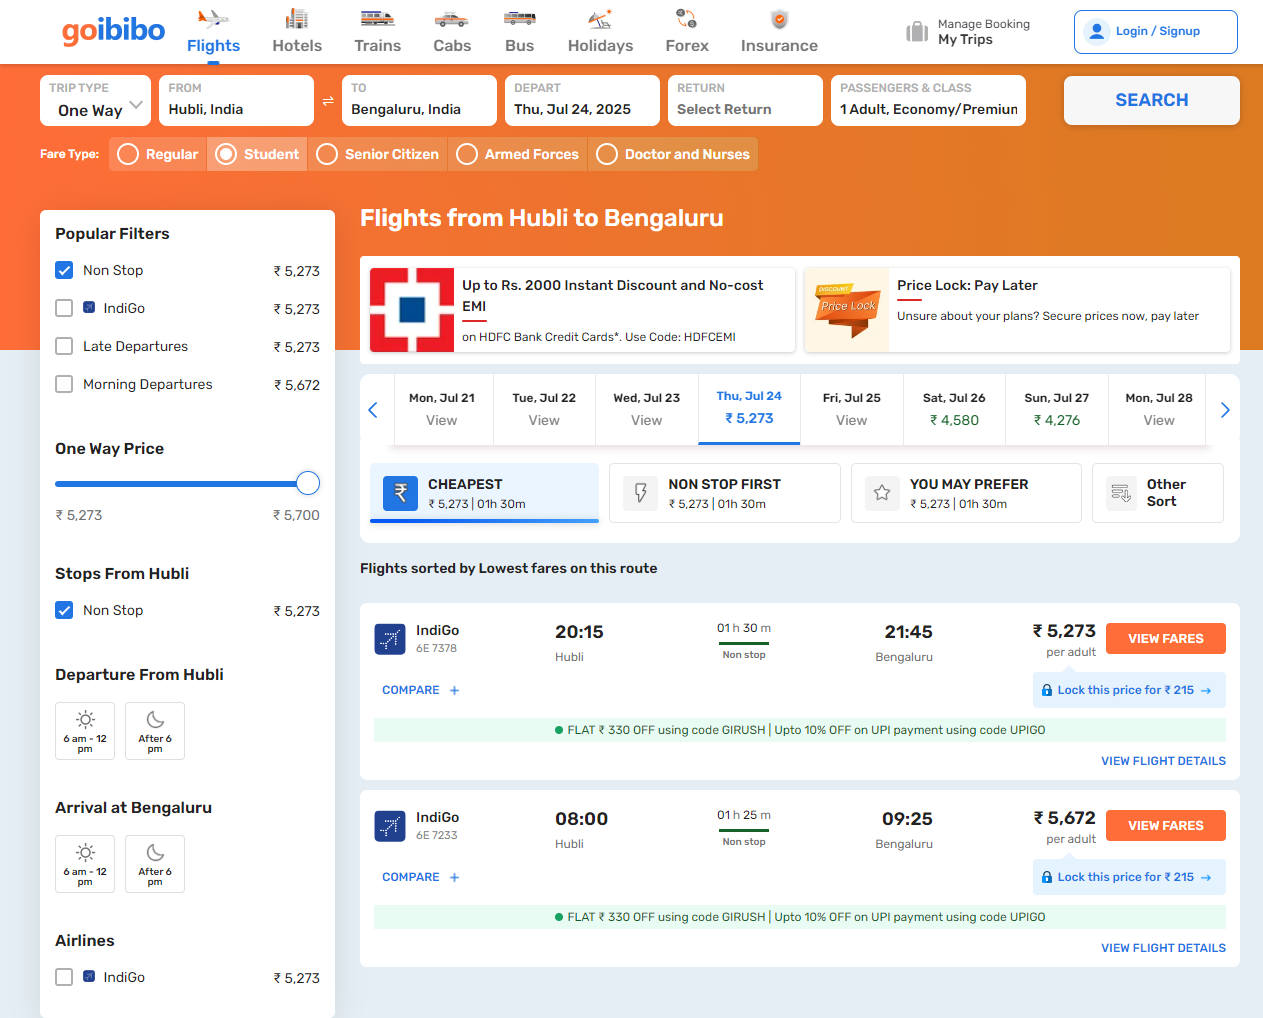 goibibo
Flights
Hotels
Trains
Cabs
Bus
Holidays
Forex
Insurance
Manage Booking
My Trips
Login / Signup
TRIP TYPE
One Way
FROM
Hubli, India
TO
Bengaluru, India
DEPART
Thu, Jul 24, 2025
RETURN
Select Return
PASSENGERS & CLASS
1 Adult, Economy/Premiun
SEARCH
Fare Type:
Regular
Student
Senior Citizen
Armed Forces
Doctor and Nurses
Flights from Hubli to Bengaluru
Popular Filters
Non Stop ₹ 5,273
IndiGo ₹ 5,273
Late Departures ₹ 5,273
Morning Departures ₹ 5,672
One Way Price
₹ 5,273 ₹ 5,700
Stops From Hubli
Non Stop ₹ 5,273
Departure From Hubli
6 am - 12
pm
After 6
pm
Arrival at Bengaluru
6 am - 12
pm
After 6
pm
Airlines
IndiGo ₹ 5,273
Up to Rs. 2000 Instant Discount and No-cost
EMI
on HDFC Bank Credit Cards*. Use Code: HDFCEMI
DISCOUNT
Price Lock
Price Lock: Pay Later
Unsure about your plans? Secure prices now, pay later
Mon, Jul 21
View
Tue, Jul 22
View
Wed, Jul 23
View
Thu, Jul 24
₹ 5,273
Fri, Jul 25
View
Sat, Jul 26
₹ 4,580
Sun, Jul 27
₹ 4,276
Mon, Jul 28
View
CHEAPEST
₹ 5,273 | 01h 30m
NON STOP FIRST
₹ 5,273 | 01h 30m
YOU MAY PREFER
₹ 5,273 | 01h 30m
Other
Sort
Flights sorted by Lowest fares on this route
IndiGo
6E 7378
20:15
Hubli
01 h 30 m
Non stop
21:45
Bengaluru
₹ 5,273
per adult
VIEW FARES
COMPARE +
Lock this price for ₹ 215 →
FLAT ₹ 330 OFF using code GIRUSH | Upto 10% OFF on UPI payment using code UPIGO
VIEW FLIGHT DETAILS
IndiGo
6E 7233
08:00
Hubli
01 h 25 m
Non stop
09:25
Bengaluru
₹ 5,672
per adult
VIEW FARES
COMPARE +
Lock this price for ₹ 215 →
FLAT ₹ 330 OFF using code GIRUSH | Upto 10% OFF on UPI payment using code UPIGO
VIEW FLIGHT DETAILS